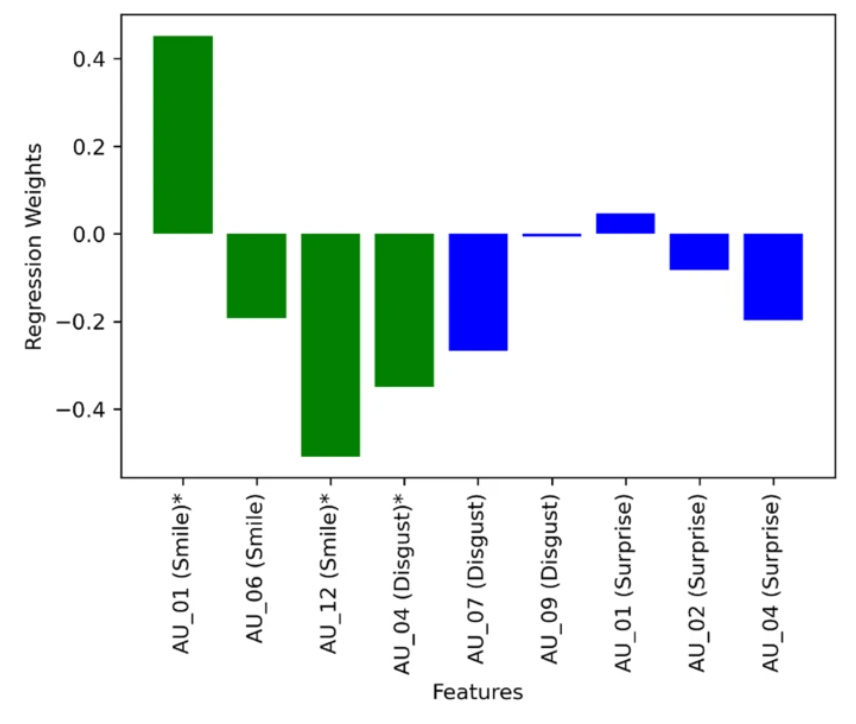 Regression Weights
0.4
0.2
0.0
−0.2
−0.4
AU_01 (Smile)*
AU_06 (Smile)
AU_12 (Smile)*
AU_04 (Disgust)*
AU_07 (Disgust)
AU_09 (Disgust)
AU_01 (Surprise)
AU_02 (Surprise)
AU_04 (Surprise)
Features